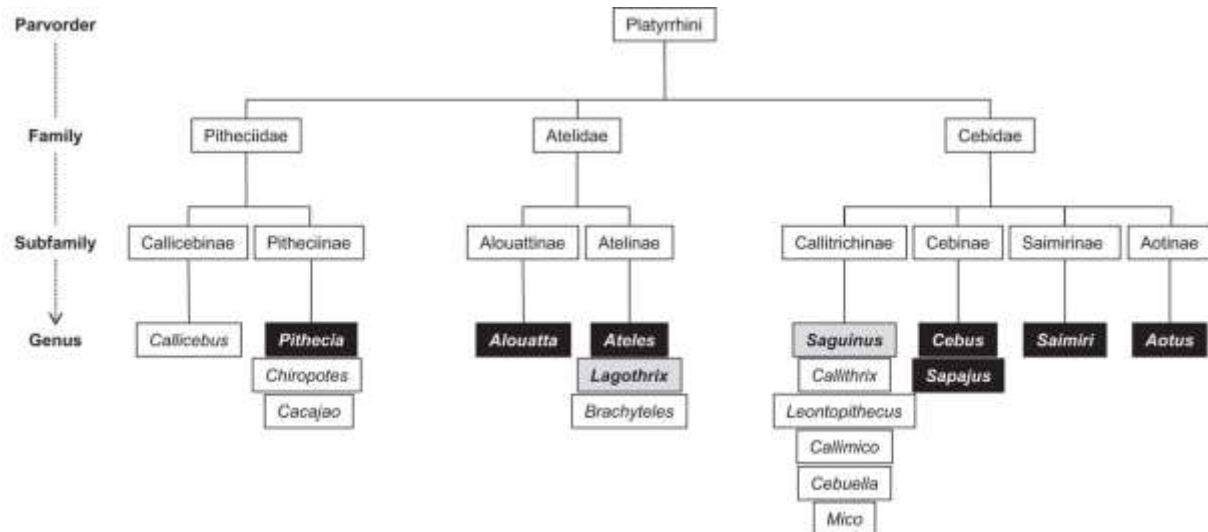 Parvorder
Platyrrhini
Family
Pitheciidae
Atelidae
Cebidae
Subfamily
Callicebinae
Pitheciinae
Alouattinae
Atelinae
Callitrichinae
Cebinae
Saimirinae
Aotinae
Genus
Callicebus
Pithecia
Alouatta
Ateles
Saguinus
Cebus
Saimiri
Aotus
Chiropotes
Lagothrix
Callithrix
Sapajus
Cacajao
Brachyteles
Leontopithecus
Callimico
Cebuella
Mico